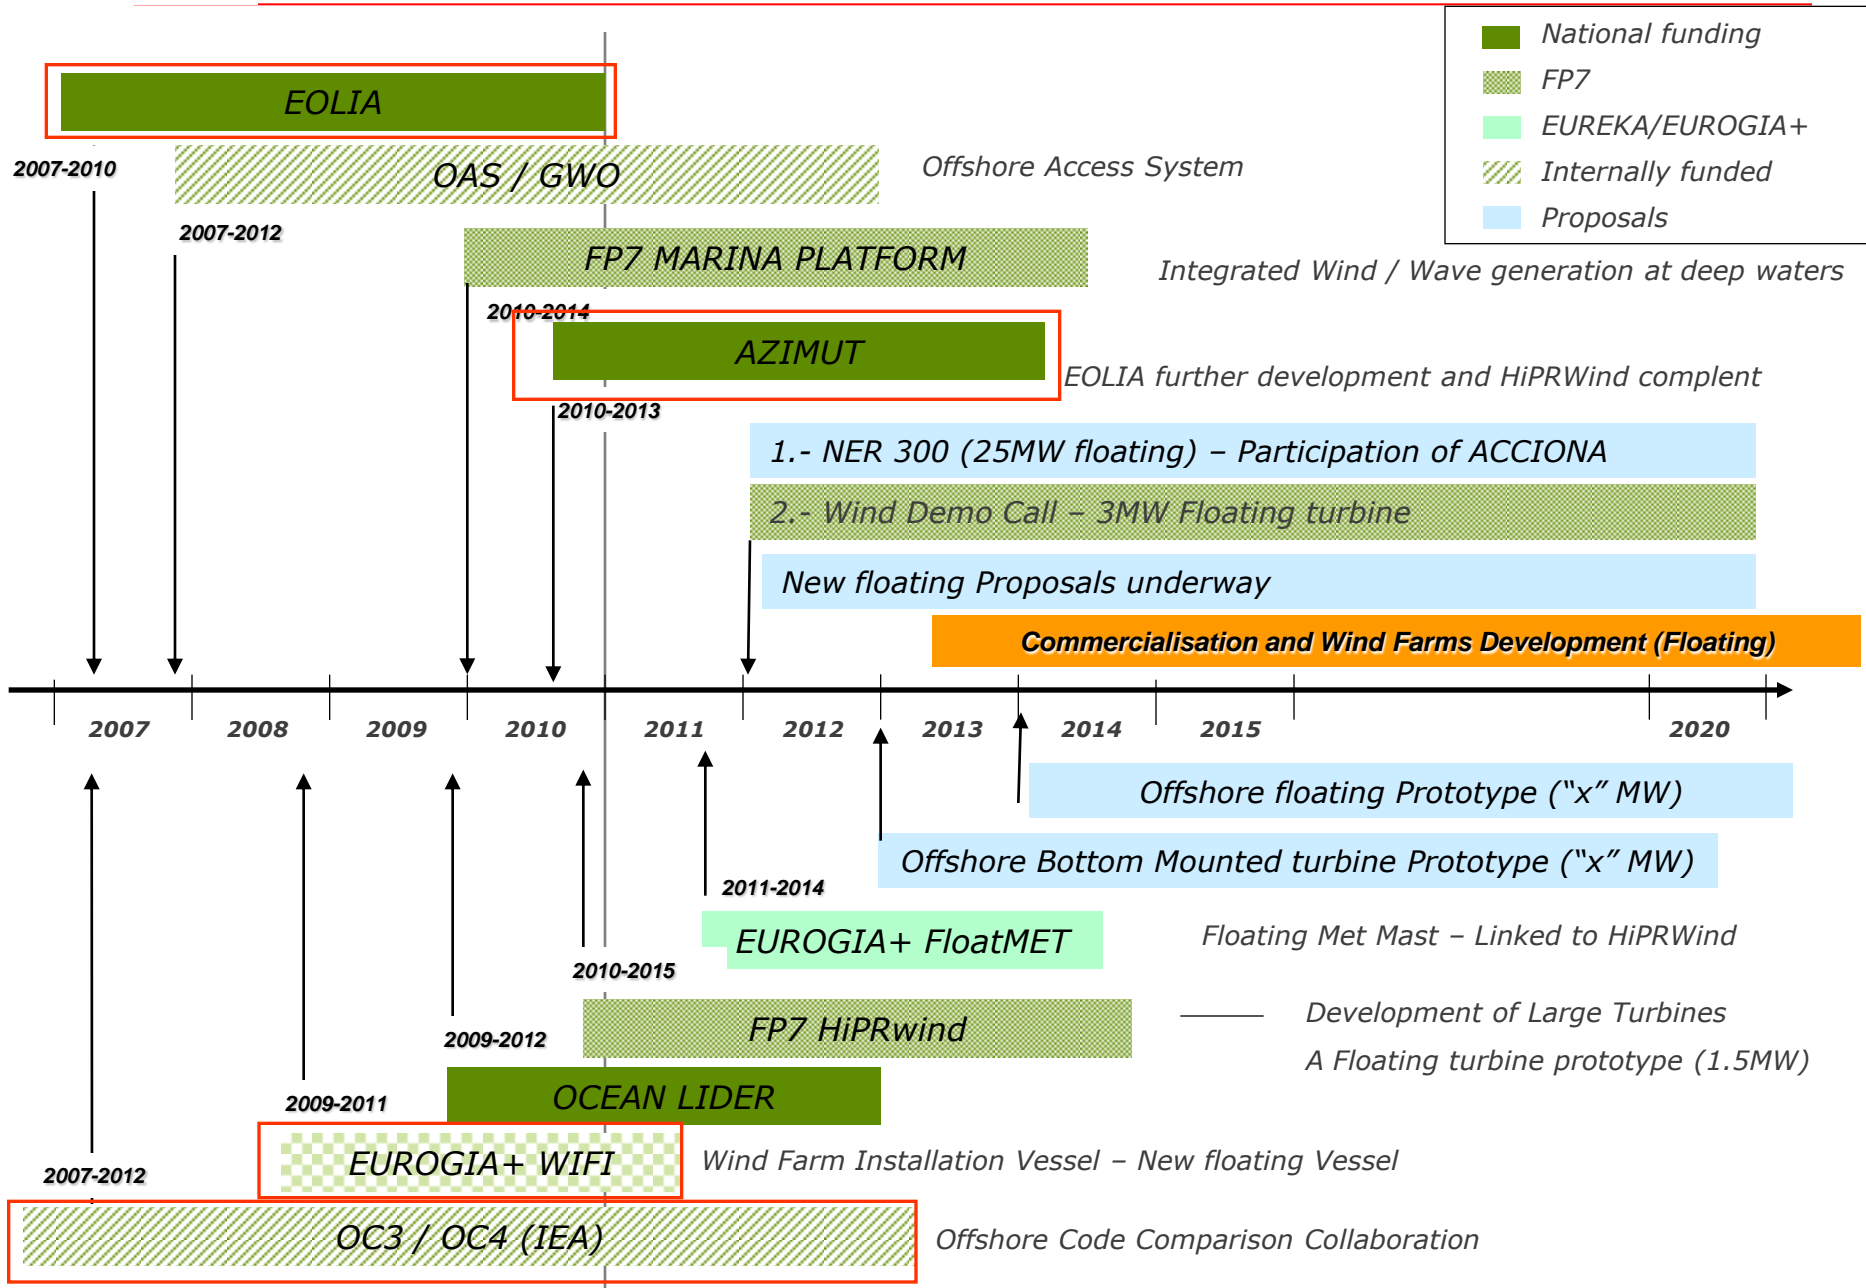 National funding
FP7
EUREKA/EUROGIA+
Internally funded
Proposals
EOLIA
2007-2010
OAS / GWO
Offshore Access System
2007-2012
FP7 MARINA PLATFORM
Integrated Wind / Wave generation at deep waters
2010-2014
AZIMUT
EOLIA further development and HiPRWind complent
2010-2013
1.- NER 300 (25MW floating) – Participation of ACCIONA
2.- Wind Demo Call – 3MW Floating turbine
New floating Proposals underway
Commercialisation and Wind Farms Development (Floating)
2007 2008 2009 2010 2011 2012 2013 2014 2015 2020
Offshore floating Prototype (“x” MW)
Offshore Bottom Mounted turbine Prototype (“x” MW)
2011-2014
EUROGIA+ FloatMET
Floating Met Mast – Linked to HiPRWind
2010-2015
FP7 HiPRwind
Development of Large Turbines
A Floating turbine prototype (1.5MW)
2009-2012
OCEAN LIDER
2009-2011
EUROGIA+ WIFI
Wind Farm Installation Vessel – New floating Vessel
2007-2012
OC3 / OC4 (IEA)
Offshore Code Comparison Collaboration